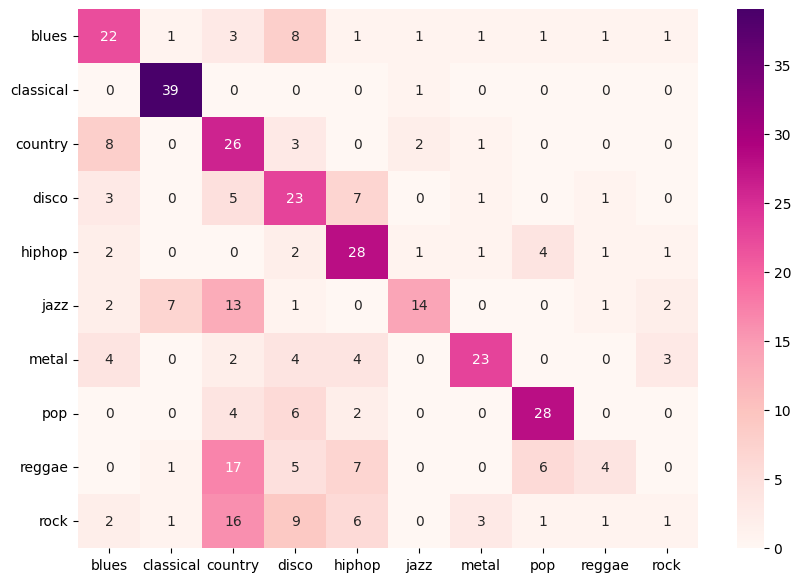 blues 22 1 3 8 1 1 1 1 1 1
classical 0 39 0 0 0 1 0 0 0 0
country 8 0 26 3 0 2 1 0 0 0
disco 3 0 5 23 7 0 1 0 1 0
hiphop 2 0 0 2 28 1 1 4 1 1
jazz 2 7 13 1 0 14 0 0 1 2
metal 4 0 2 4 4 0 23 0 0 3
pop 0 0 4 6 2 0 0 28 0 0
reggae 0 1 17 5 7 0 0 6 4 0
rock 2 1 16 9 6 0 3 1 1 1
blues classical country disco hiphop jazz metal pop reggae rock
35
30
25
20
15
10
5
0